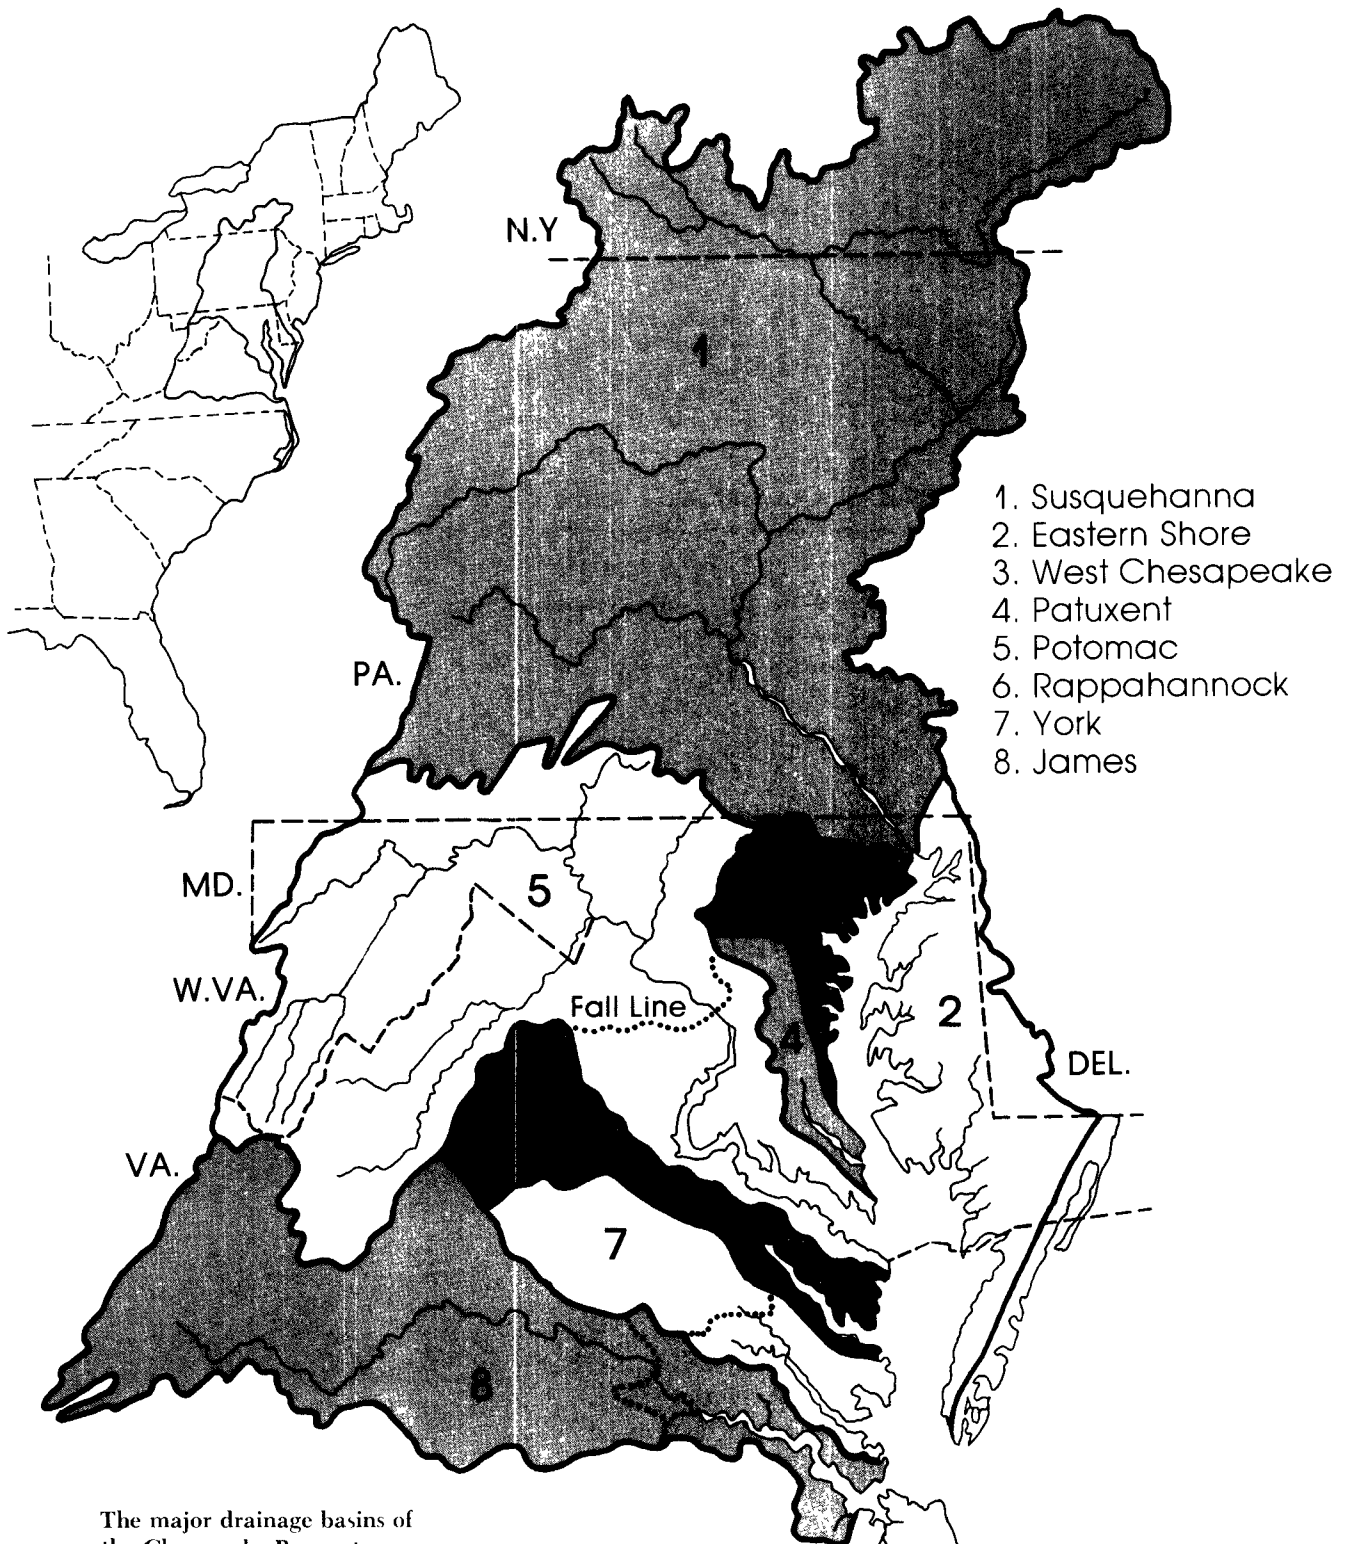 N.Y
1
1. Susquehanna
2. Eastern Shore
3. West Chesapeake
4. Patuxent
5. Potomac
6. Rappahannock
7. York
8. James
PA.
MD.
5
W.VA.
Fall Line
2
4
DEL.
VA.
7
8
The major drainage basins of